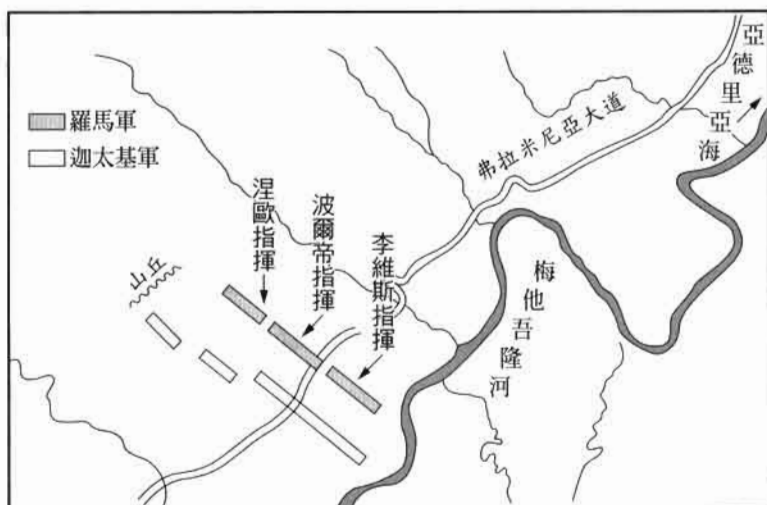 羅馬軍
迦太基軍
山丘
涅歐指揮
波爾帝指揮
李維斯指揮
弗拉米尼亞大道
亞德里亞海
梅他吾隆河